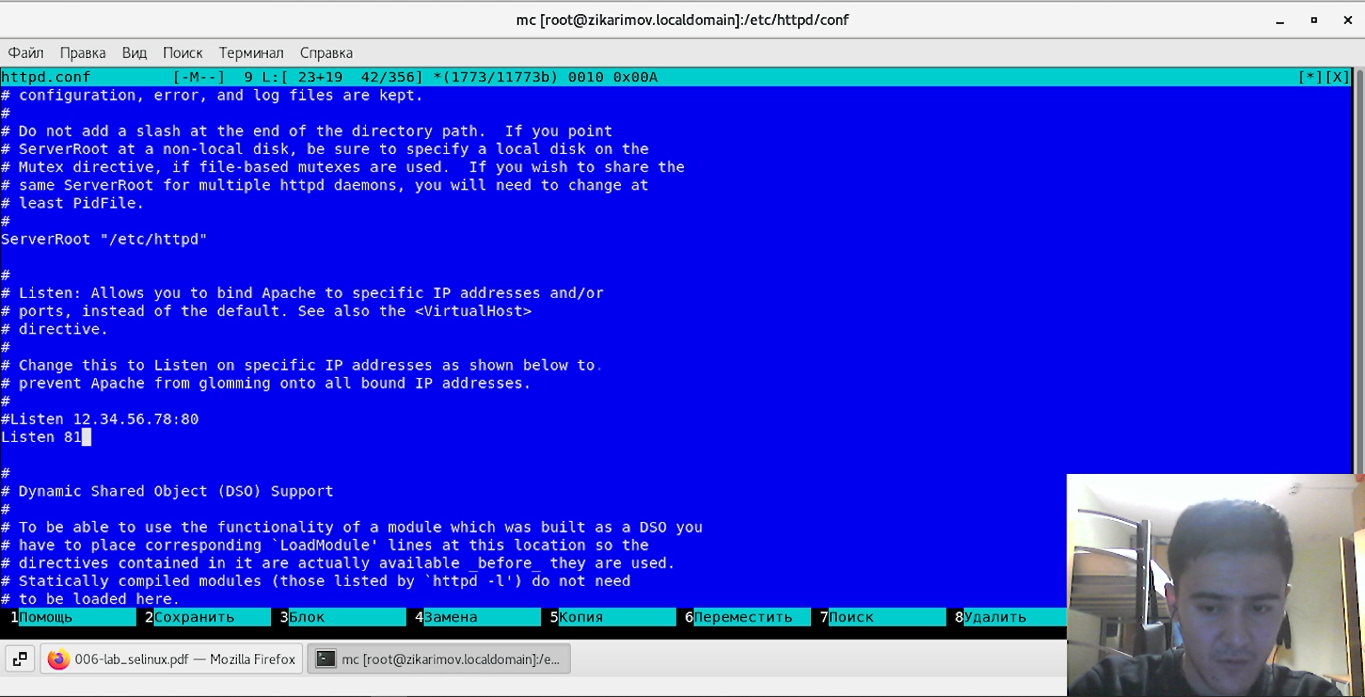 mc [root@zikarimov.localdomain]:/etc/httpd/conf
Файл Правка Вид Поиск Терминал Справка
httpd.conf [-M--] 9 L:[ 23+19 42/356] *(1773/11773b) 0010 0x00A [*][X]
# configuration, error, and log files are kept.
#
# Do not add a slash at the end of the directory path. If you point
# ServerRoot at a non-local disk, be sure to specify a local disk on the
# Mutex directive, if file-based mutexes are used. If you wish to share the
# same ServerRoot for multiple httpd daemons, you will need to change at
# least PidFile.
#
ServerRoot "/etc/httpd"
#
# Listen: Allows you to bind Apache to specific IP addresses and/or
# ports, instead of the default. See also the <VirtualHost>
# directive.
#
# Change this to Listen on specific IP addresses as shown below to.
# prevent Apache from glomming onto all bound IP addresses.
#
#Listen 12.34.56.78:80
Listen 81
#
# Dynamic Shared Object (DSO) Support
#
# To be able to use the functionality of a module which was built as a DSO you
# have to place corresponding `LoadModule' lines at this location so the
# directives contained in it are actually available _before_ they are used.
# Statically compiled modules (those listed by `httpd -l') do not need
# to be loaded here.
1Помощь 2Сохранить 3Блок 4Замена 5Копия 6Переместить 7Поиск 8Удалить
006-lab_selinux.pdf — Mozilla Firefox mc [root@zikarimov.localdomain]:/e...